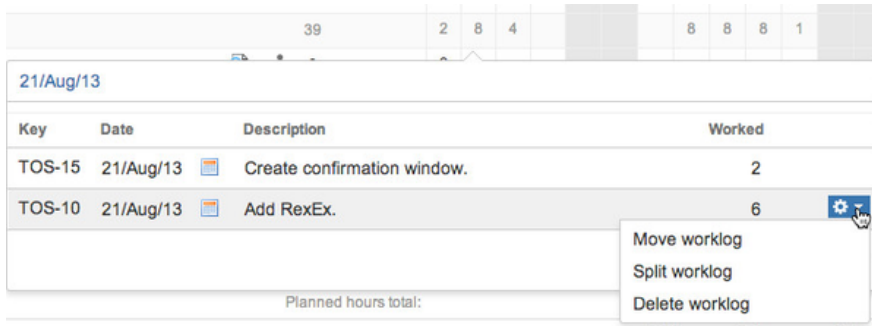 39 2 8 4 8 8 8 1
21/Aug/13
Key Date Description Worked
TOS-15 21/Aug/13 Create confirmation window. 2
TOS-10 21/Aug/13 Add RexEx. 6
Move worklog
Split worklog
Delete worklog
Planned hours total: